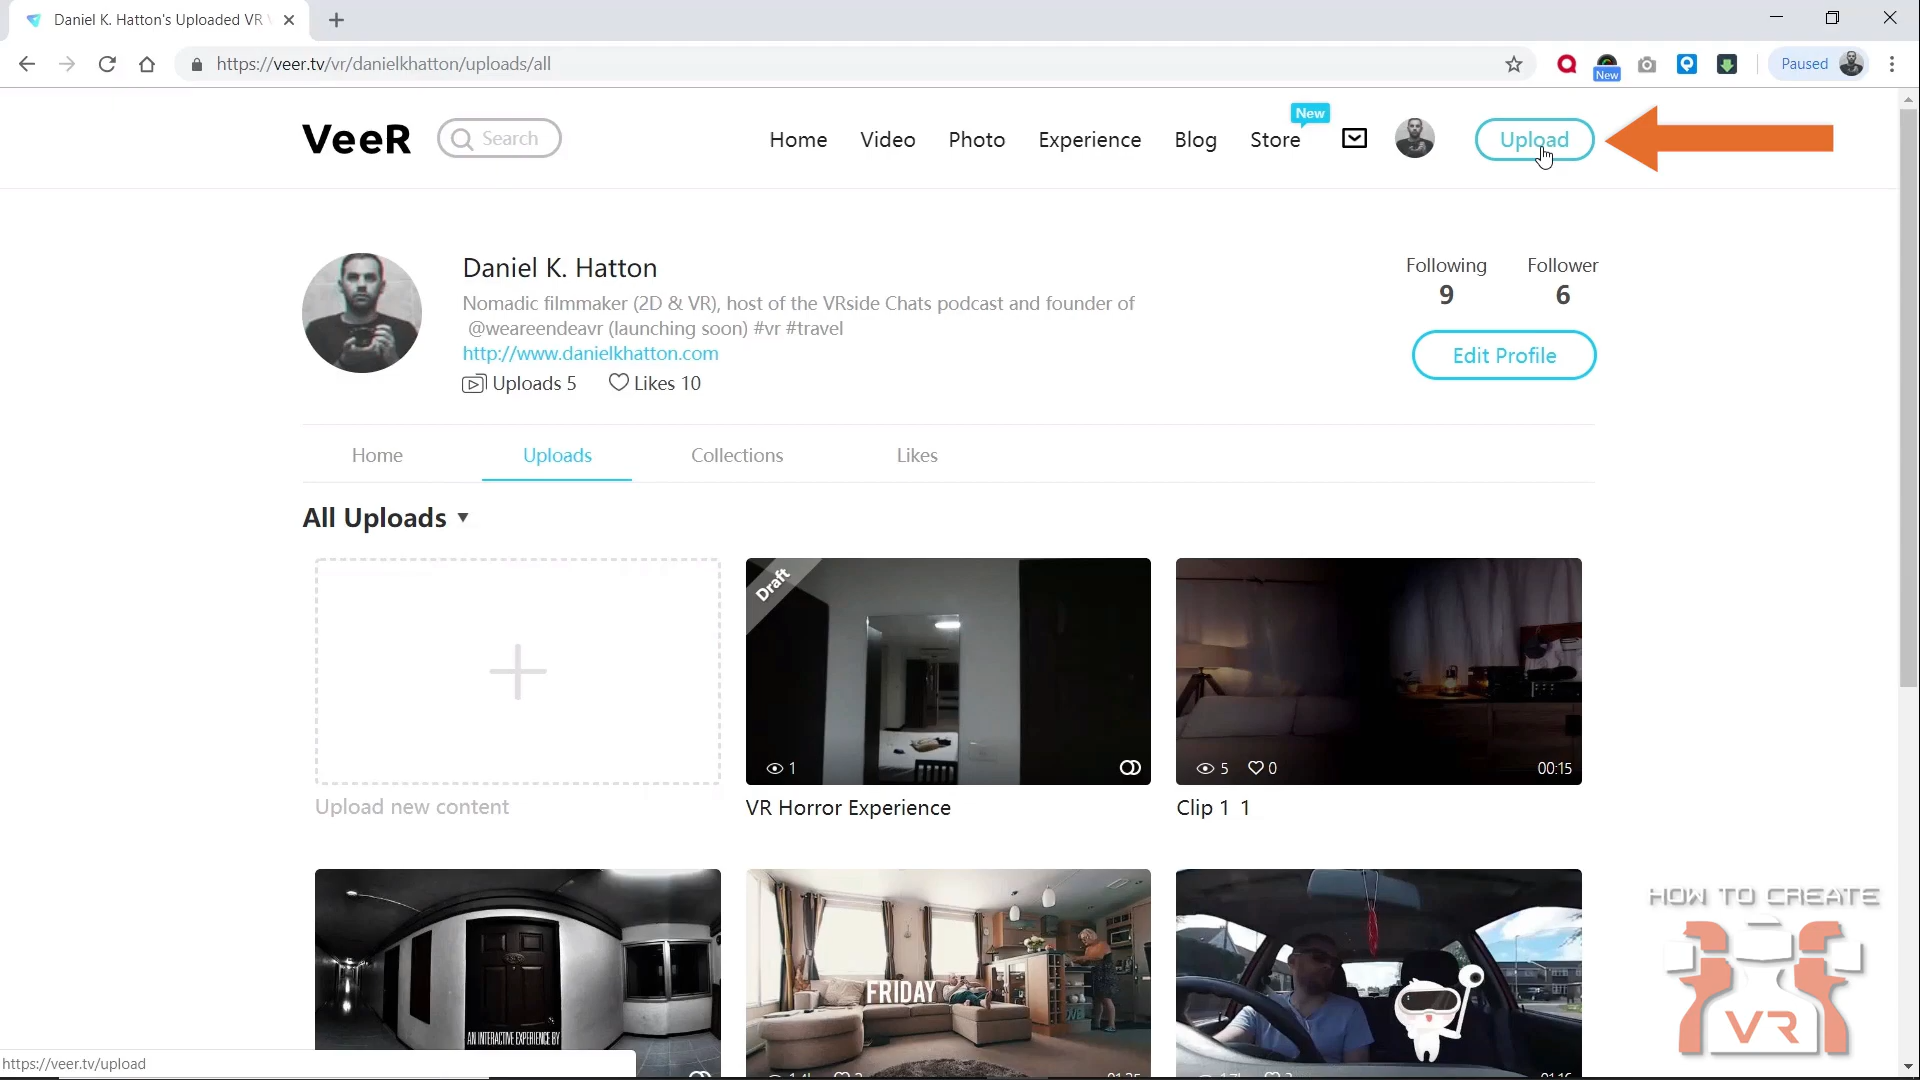 Daniel K. Hatton's Uploaded VR
https://veer.tv/vr/danielkhatton/uploads/all
New
Paused
VeeR
Search
Home
Video
Photo
Experience
Blog
Store
New
Upload
Daniel K. Hatton
Following
9
Follower
6
Nomadic filmmaker (2D & VR), host of the VRside Chats podcast and founder of
@weareendeavr (launching soon) #vr #travel
http://www.danielkhatton.com
Edit Profile
Uploads 5
Likes 10
Home
Uploads
Collections
Likes
All Uploads
Draft
1
5
0
00:15
Upload new content
VR Horror Experience
Clip 1 1
AN INTERACTIVE EXPERIENCE BY
FRIDAY
HOW TO CREATE
VR
https://veer.tv/upload